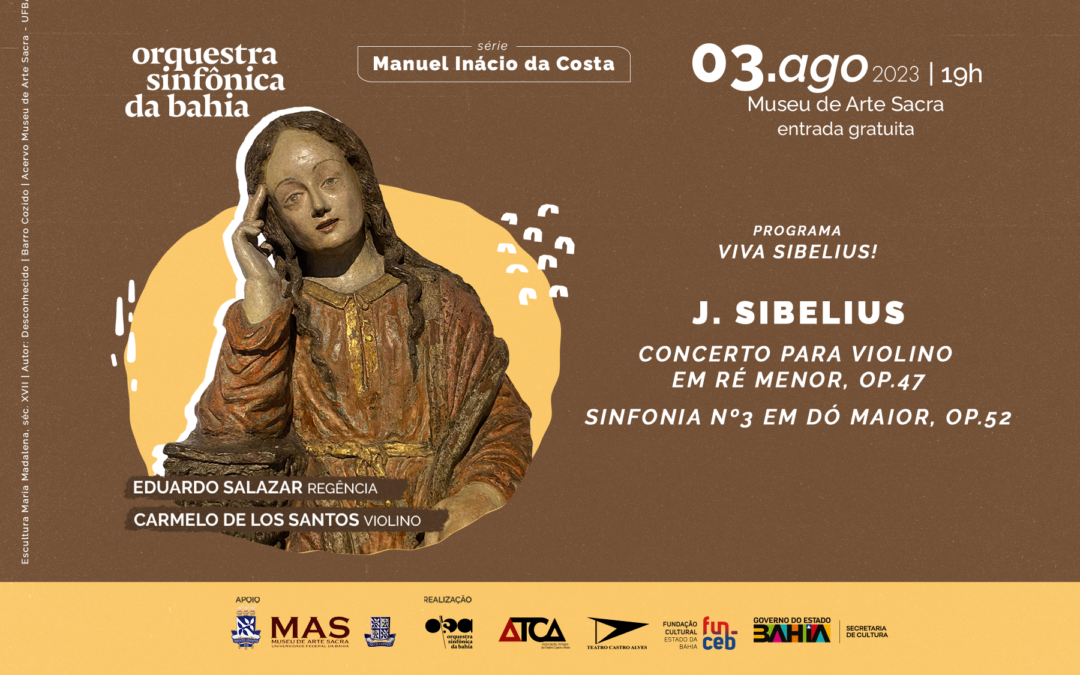 orquestra
sinfônica
da bahia
série
Manuel Inácio da Costa
03.ago 2023 | 19h
Museu de Arte Sacra
entrada gratuita
PROGRAMA
VIVA SIBELIUS!
J. SIBELIUS
CONCERTO PARA VIOLINO
EM RÉ MENOR, OP.47
SINFONIA Nº3 EM DÓ MAIOR, OP.52
EDUARDO SALAZAR REGÊNCIA
CARMELO DE LOS SANTOS VIOLINO
Escultura Maria Madalena, séc. XVII | Autor: Desconhecido | Barro Cozido | Acervo Museu de Arte Sacra - UFBA
APOIO
MAS
MUSEU DE ARTE SACRA
UNIVERSIDADE FEDERAL DA BAHIA
REALIZAÇÃO
orquestra
sinfônica
da bahia
ATCA
TEATRO CASTRO ALVES
FUNDAÇÃO
CULTURAL
ESTADO DA
BAHIA
fun
ceb
GOVERNO DO ESTADO
BAHIA
SECRETARIA
DE CULTURA